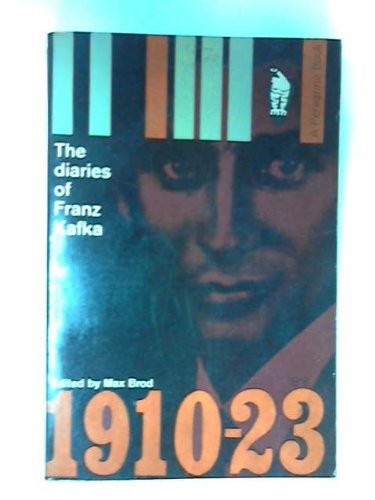 The
diaries
of
Franz
Kafka
A Peregrine Book
Edited by Max Brod
1910-23